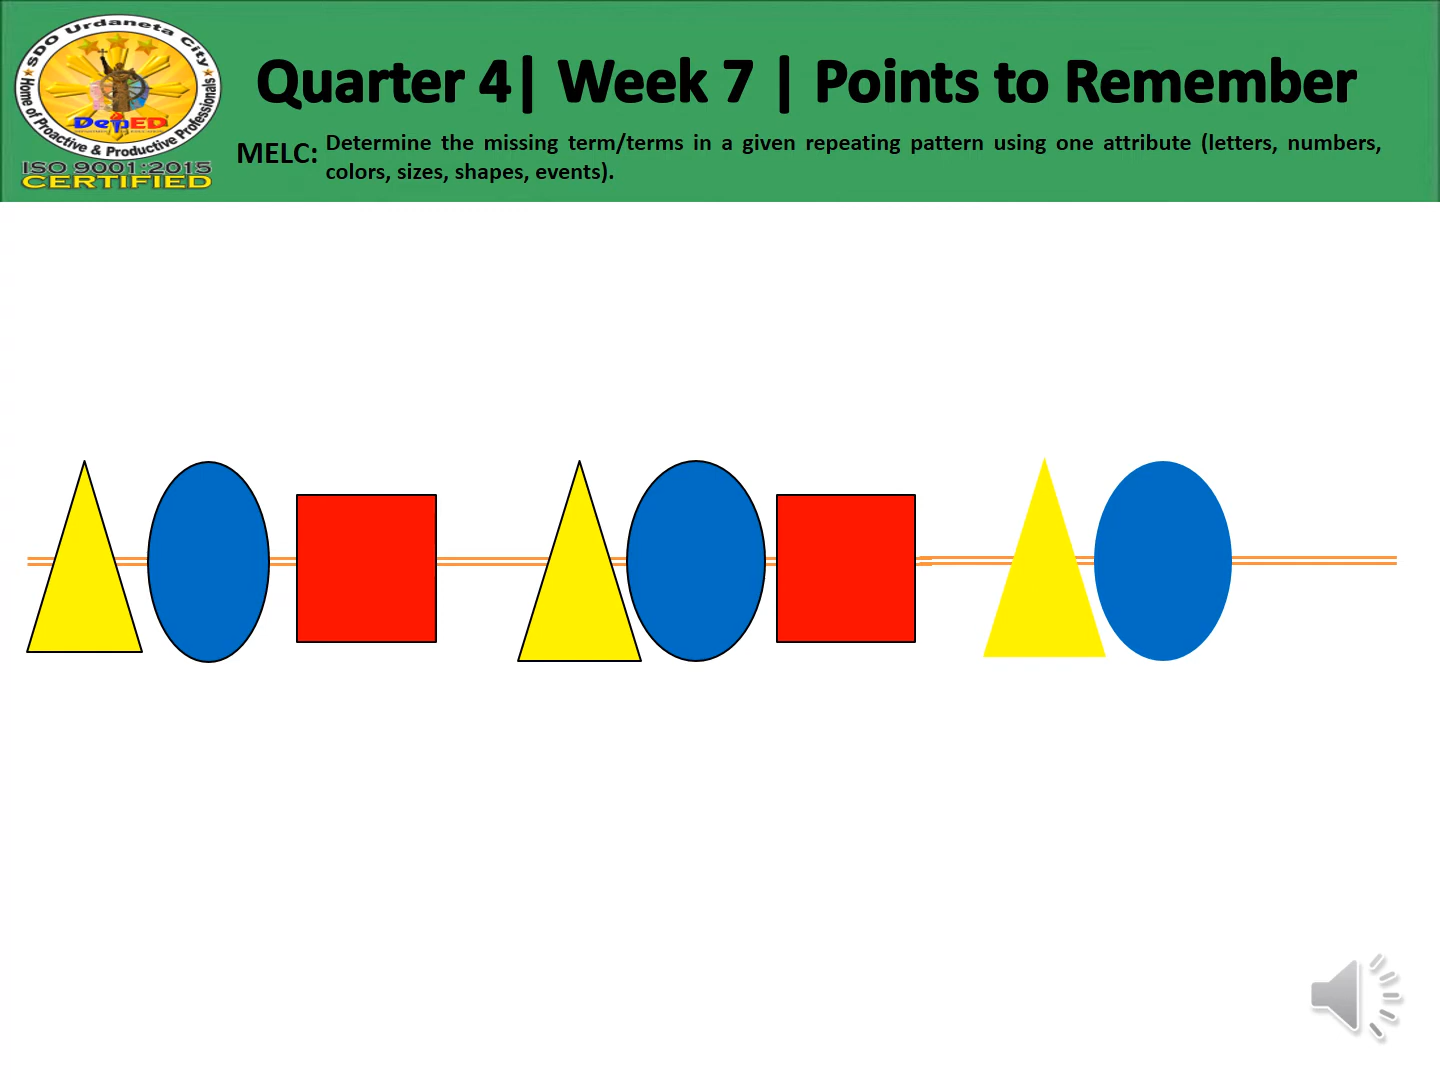 SDO Urdaneta City
Home of Proactive & Productive Professionals
DepED
ISO 9001:2015
CERTIFIED
Quarter 4| Week 7 | Points to Remember
MELC: Determine the missing term/terms in a given repeating pattern using one attribute (letters, numbers,
colors, sizes, shapes, events).